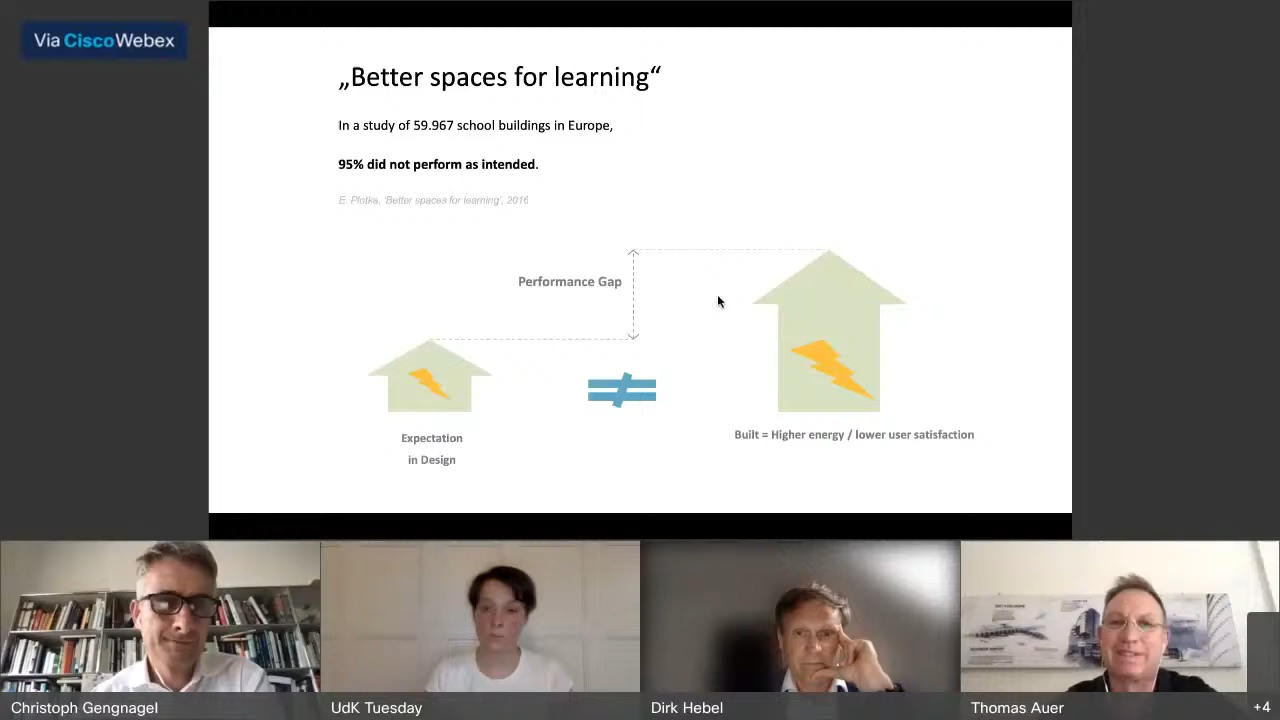 Via Cisco Webex
„Better spaces for learning“
In a study of 59.967 school buildings in Europe,
95% did not perform as intended.
E. Plotka, 'Better spaces for learning', 2016
Performance Gap
Expectation
in Design
Built = Higher energy / lower user satisfaction
Christoph Gengnagel
UdK Tuesday
Dirk Hebel
Thomas Auer
+4